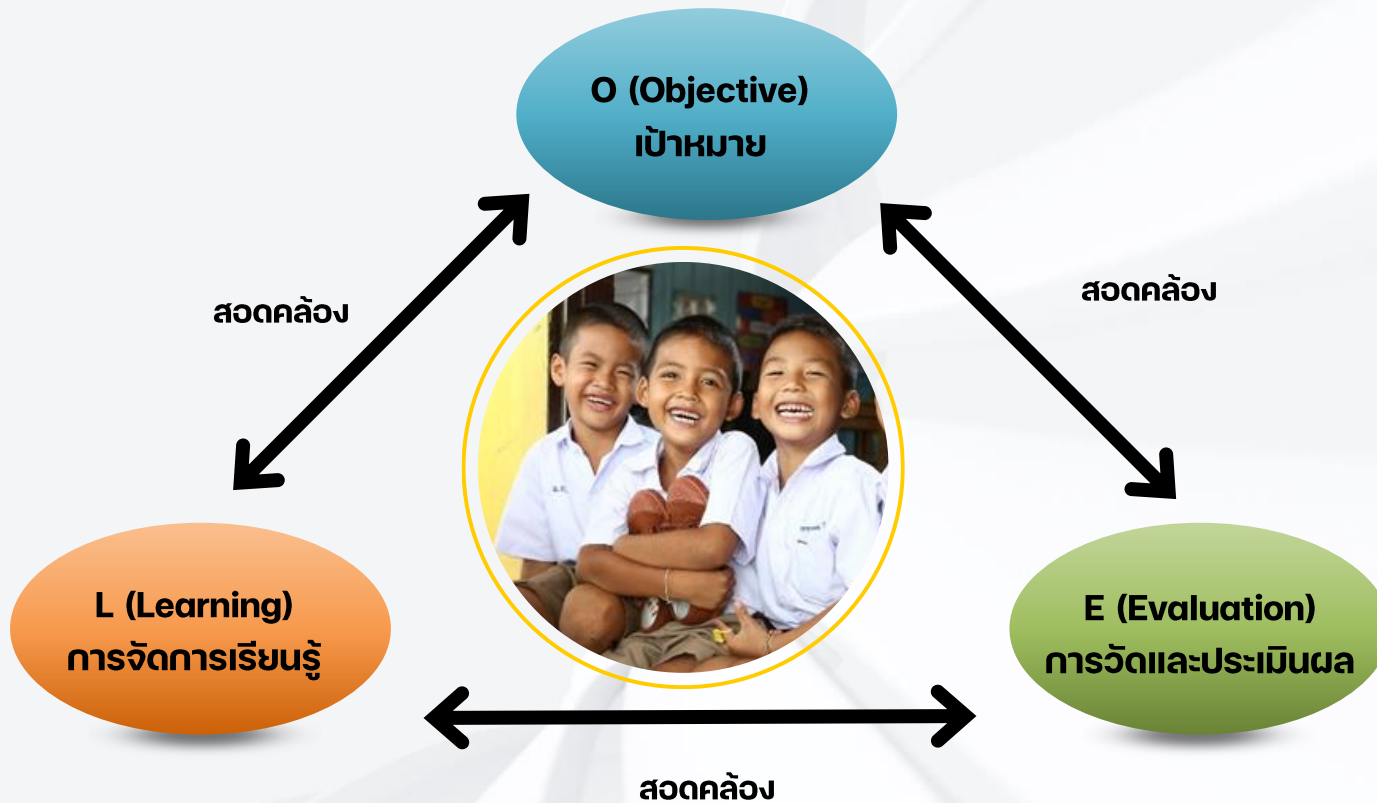 O (Objective)
เป้าหมาย
สอดคล้อง
สอดคล้อง
L (Learning)
การจัดการเรียนรู้
E (Evaluation)
การวัดและประเมินผล
สอดคล้อง